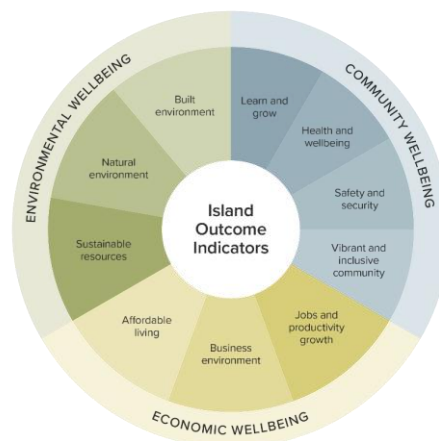 ENVIRONMENTAL WELLBEING
COMMUNITY WELLBEING
ECONOMIC WELLBEING
Island
Outcome
Indicators
Learn and
grow
Health and
wellbeing
Safety and
security
Vibrant and
inclusive
community
Jobs and
productivity
growth
Business
environment
Affordable
living
Sustainable
resources
Natural
environment
Built
environment